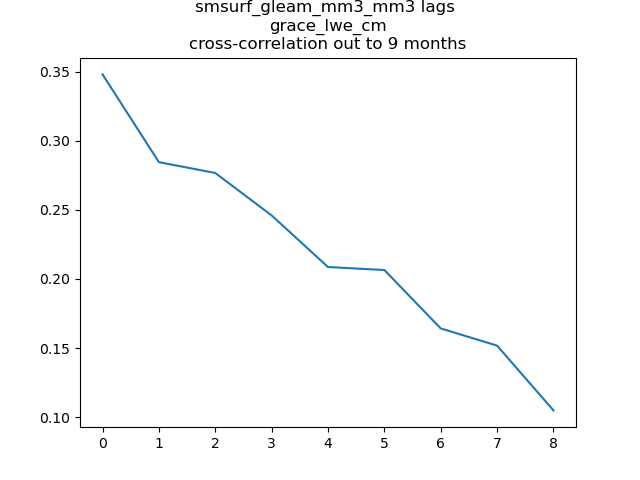 smsurf_gleam_mm3_mm3 lags
grace_lwe_cm
cross-correlation out to 9 months
0.35
0.30
0.25
0.20
0.15
0.10
0 1 2 3 4 5 6 7 8